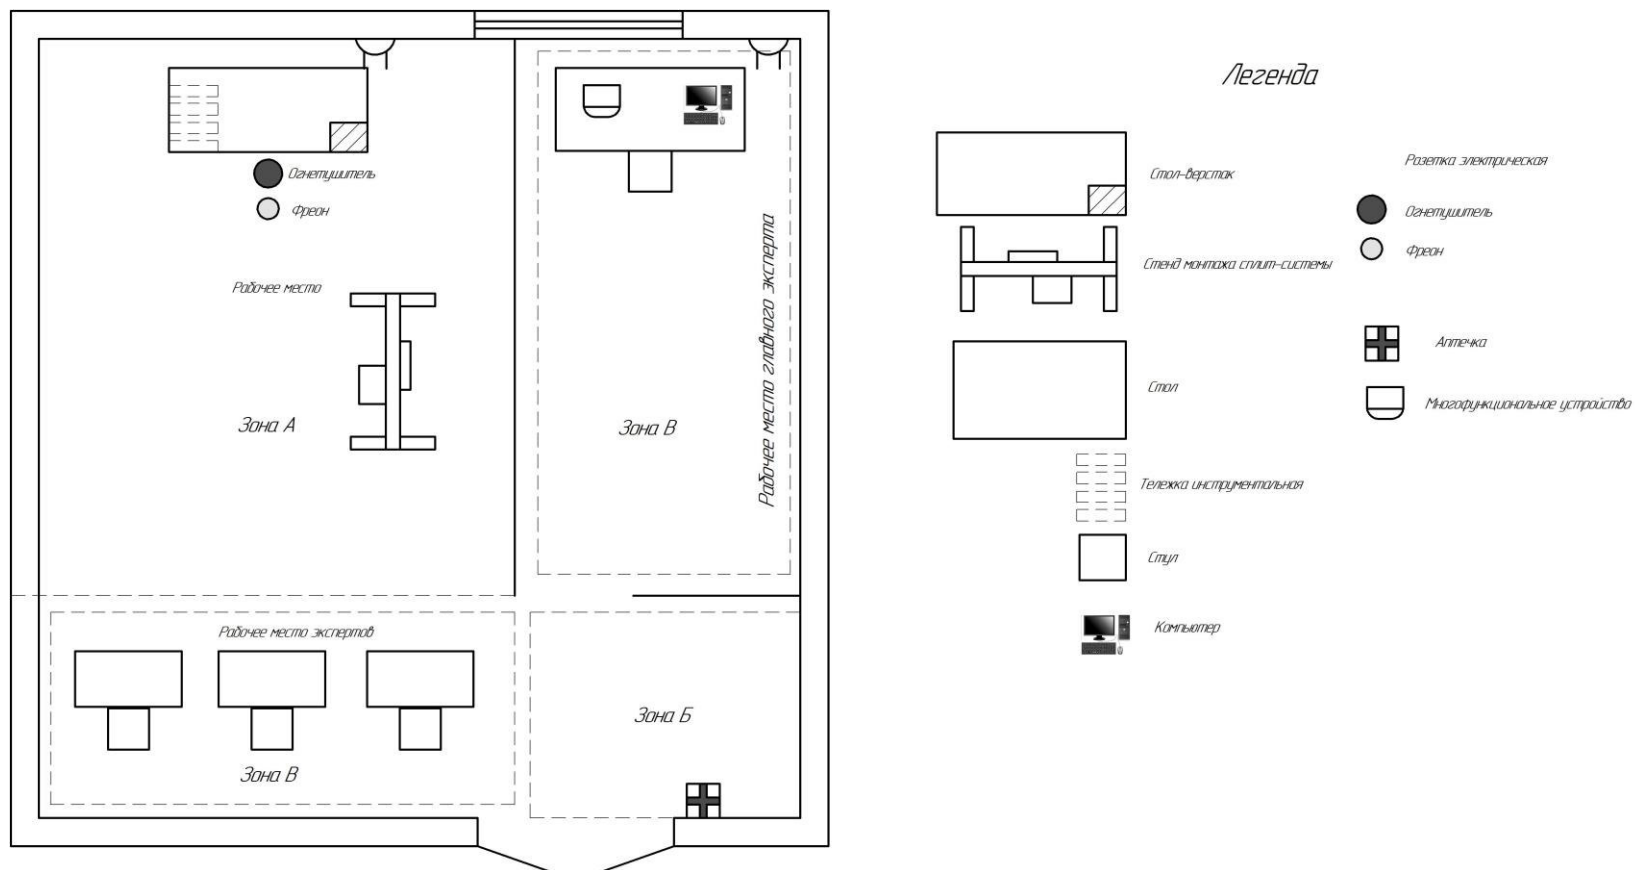 Огнетушитель
Фреон
Рабочее место
Зона А
Зона В
Рабочее место главного эксперта
Рабочее место экспертов
Зона В
Зона Б
Легенда
Стол-верстак
Стенд монтажа сплит-системы
Стол
Тележка инструментальная
Стул
Компьютер
Розетка электрическая
Огнетушитель
Фреон
Аптечка
Многофункциональное устройство